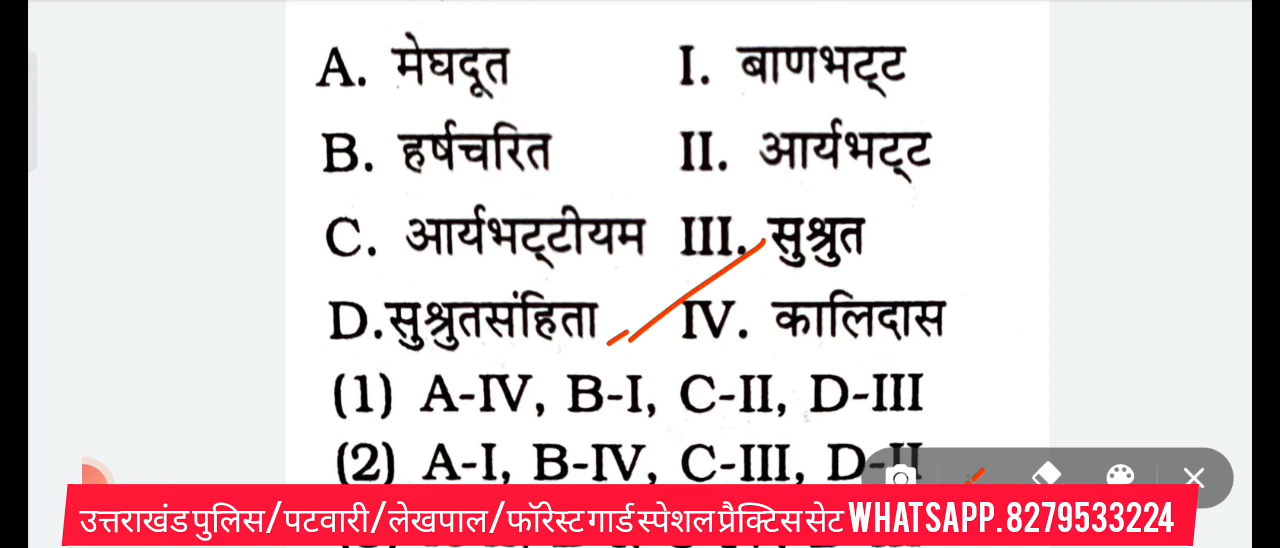 A. मेघदूत I. बाणभट्ट
B. हर्षचरित II. आर्यभट्ट
C. आर्यभट्टीयम III. सुश्रुत
D.सुश्रुतसंहिता IV. कालिदास
(1) A-IV, B-I, C-II, D-III
(2) A-I, B-IV, C-III, D-II
उत्तराखंड पुलिस/पटवारी/लेखपाल/फॉरेस्ट गार्ड स्पेशल प्रैक्टिस सेट WHATSAPP. 8279533224